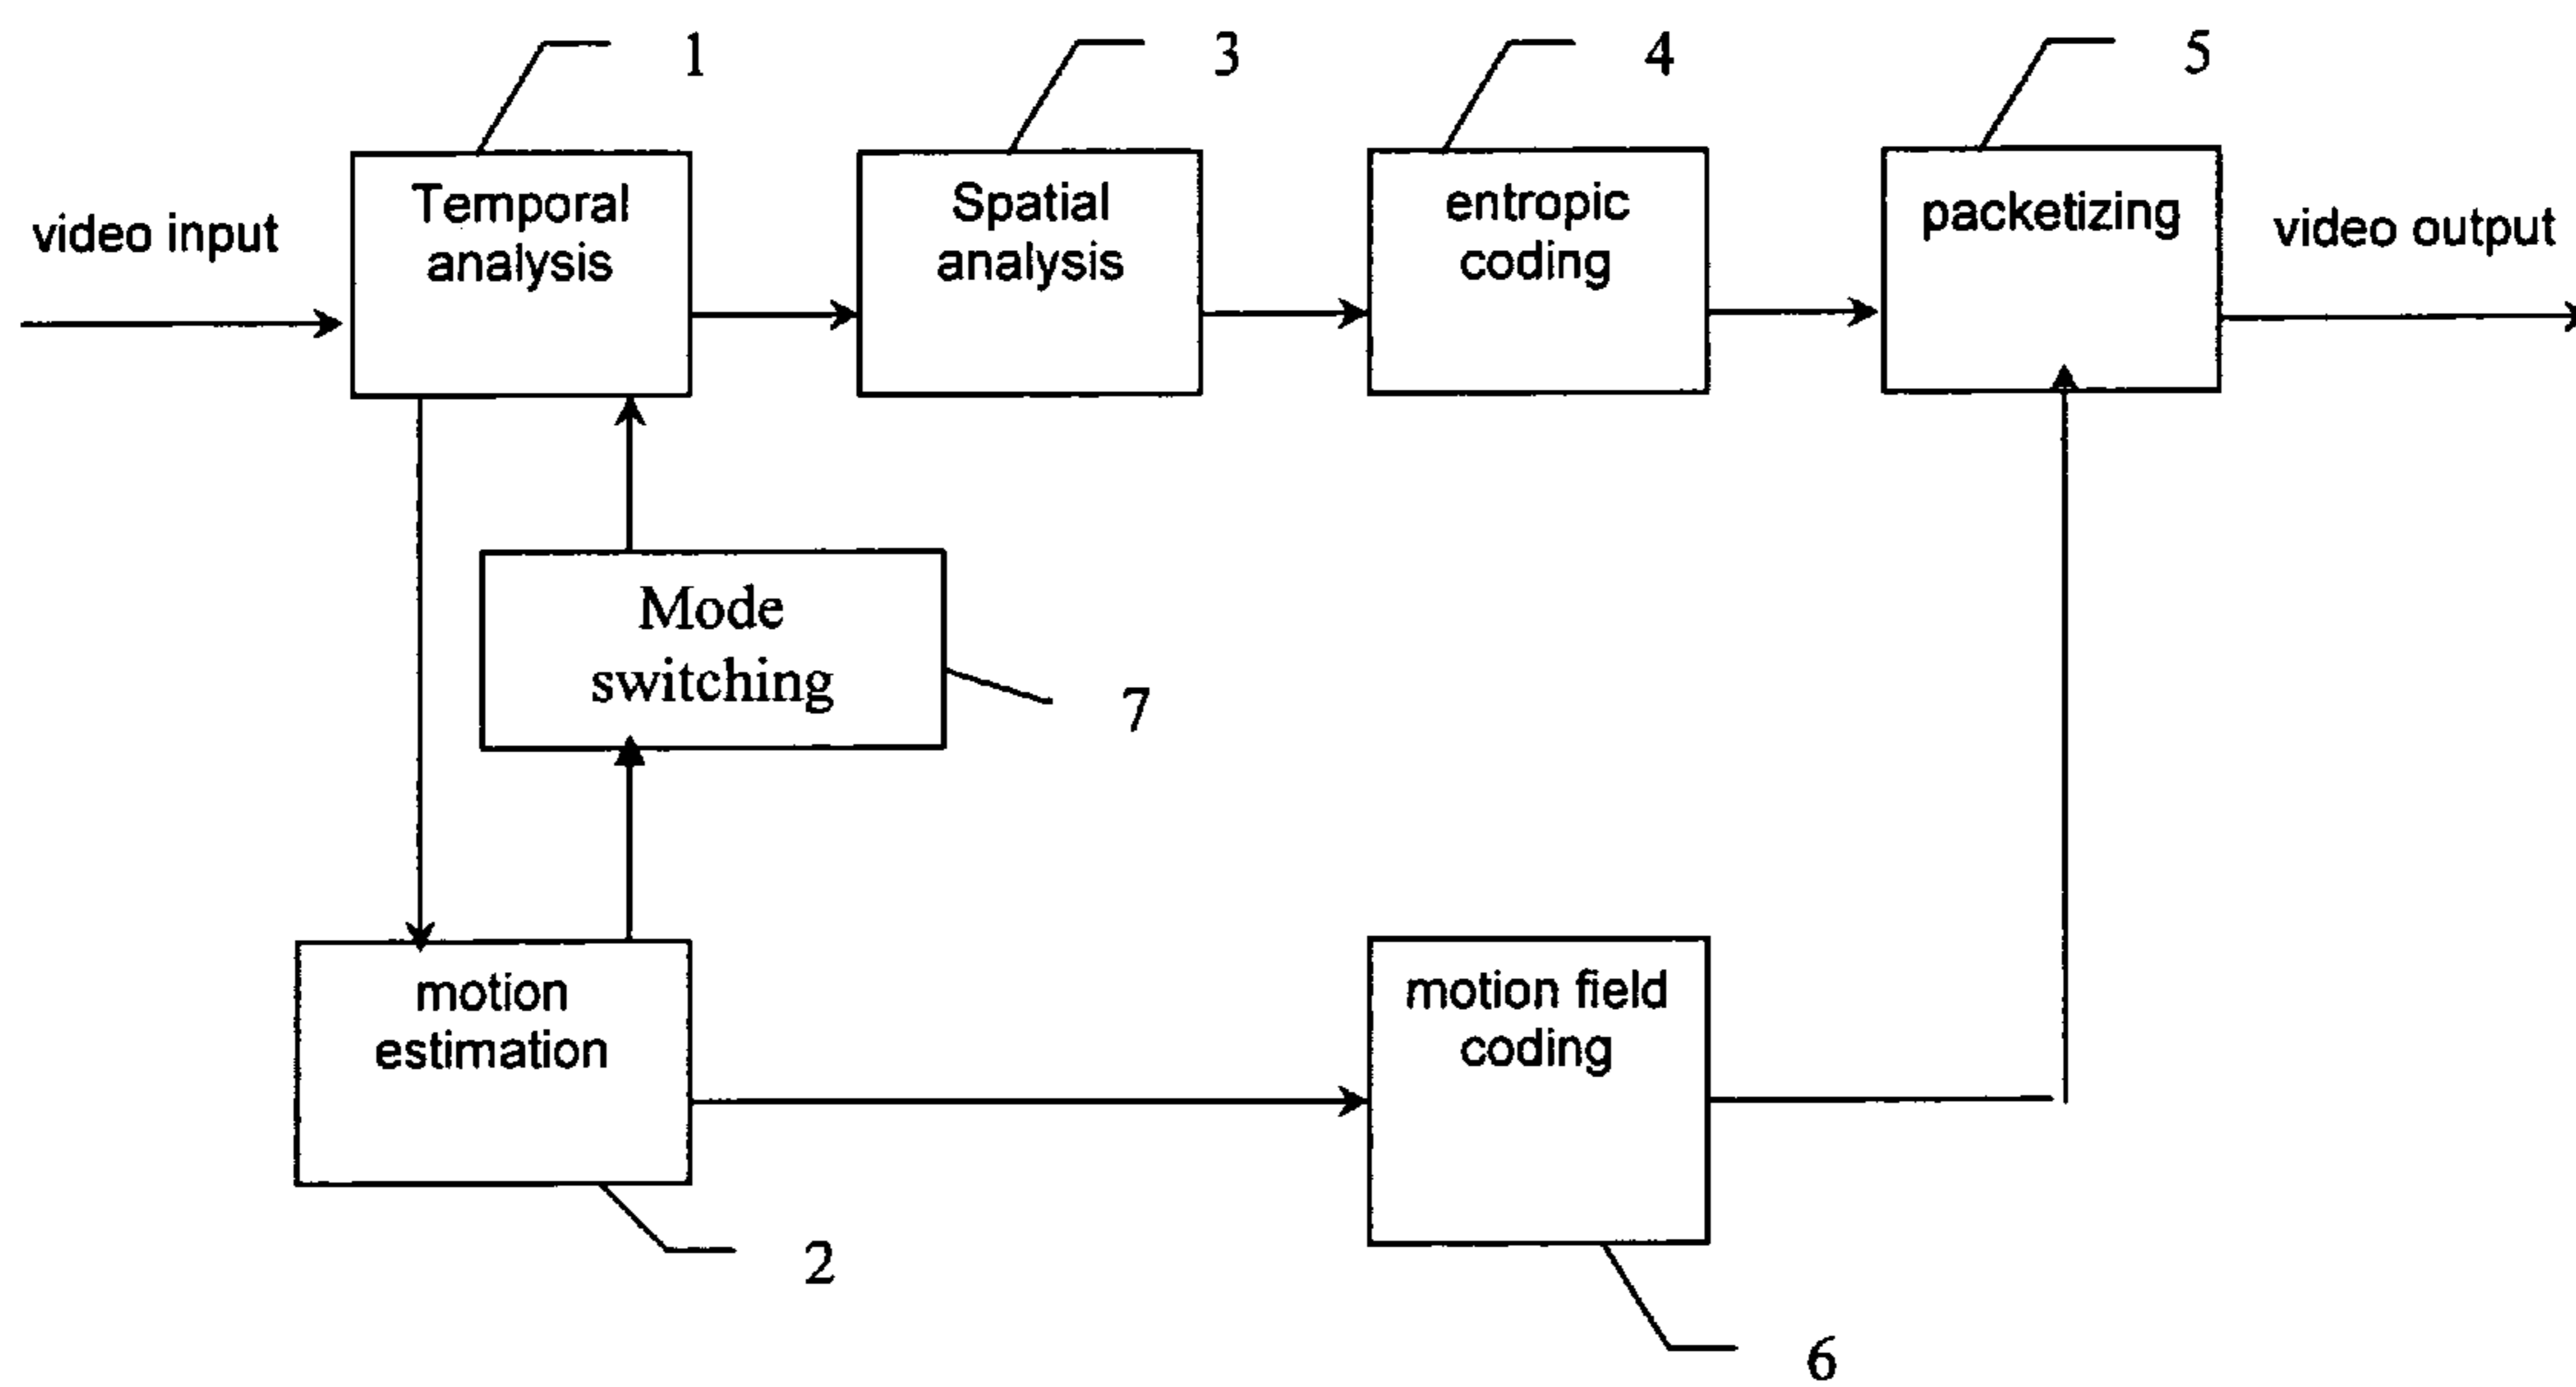 1
3
4
5
video input
Temporal
analysis
Spatial
analysis
entropic
coding
packetizing
video output
Mode
switching
7
motion
estimation
motion field
coding
2
6